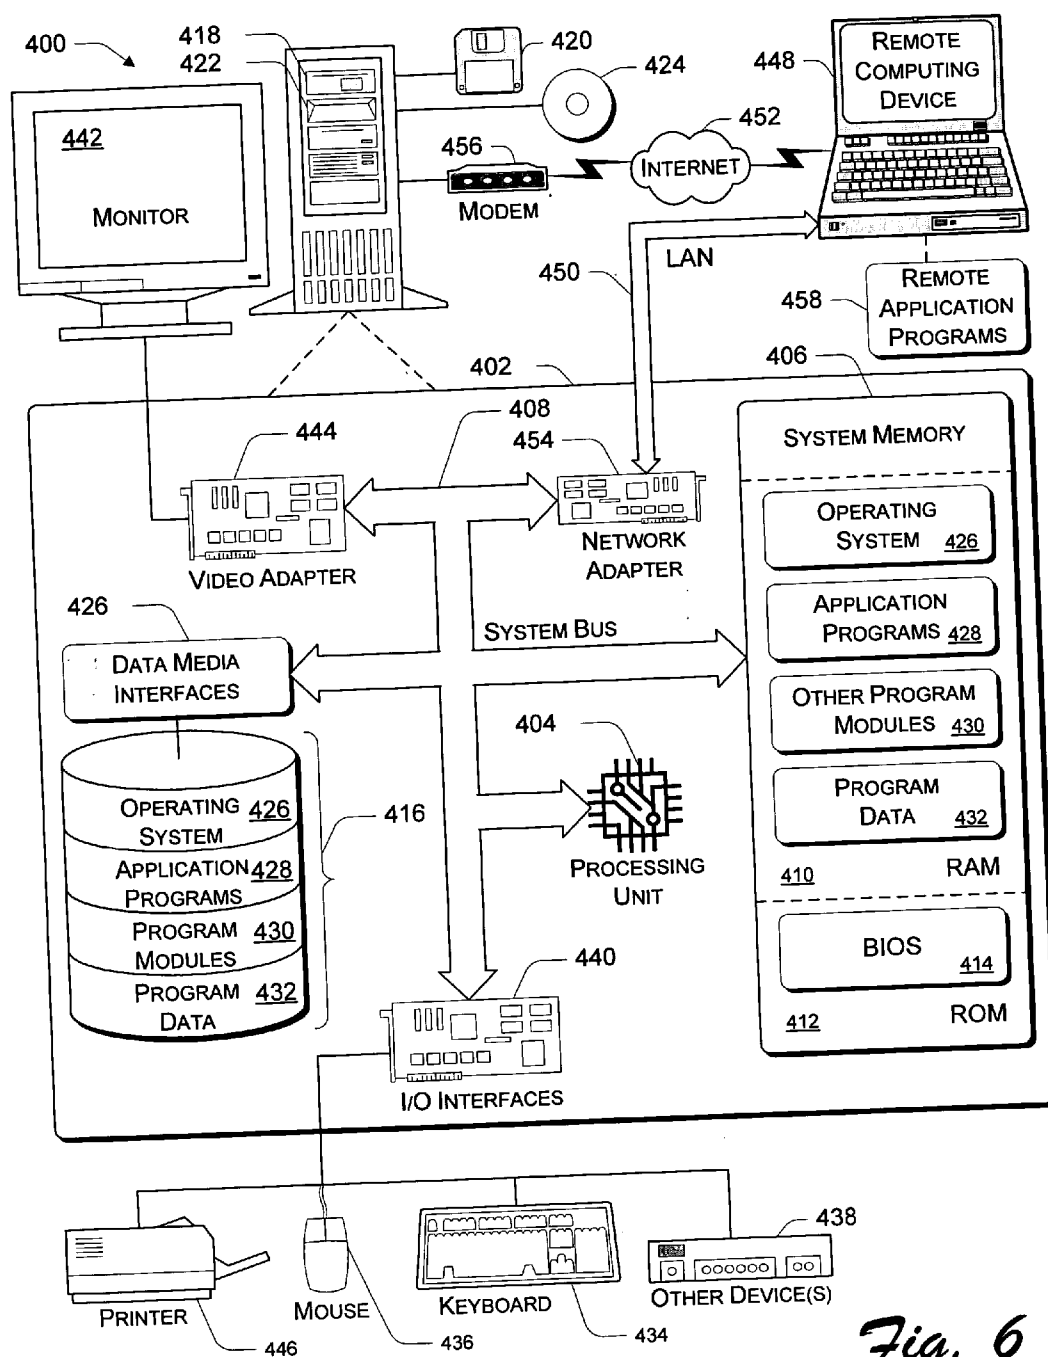 400
418
422
420
424
448
REMOTE
COMPUTING
DEVICE
442
MONITOR
456
MODEM
452
INTERNET
LAN
450
458
REMOTE
APPLICATION
PROGRAMS
402
406
444
408
454
VIDEO ADAPTER
NETWORK
ADAPTER
SYSTEM MEMORY
OPERATING
SYSTEM 426
APPLICATION
PROGRAMS 428
OTHER PROGRAM
MODULES 430
PROGRAM
DATA 432
410 RAM
BIOS
414
412 ROM
426
DATA MEDIA
INTERFACES
SYSTEM BUS
404
PROCESSING
UNIT
OPERATING 426
SYSTEM
APPLICATION 428
PROGRAMS
PROGRAM 430
MODULES
PROGRAM 432
DATA
416
440
I/O INTERFACES
PRINTER
446
MOUSE
436
KEYBOARD
434
438
OTHER DEVICE(S)
Fig. 6